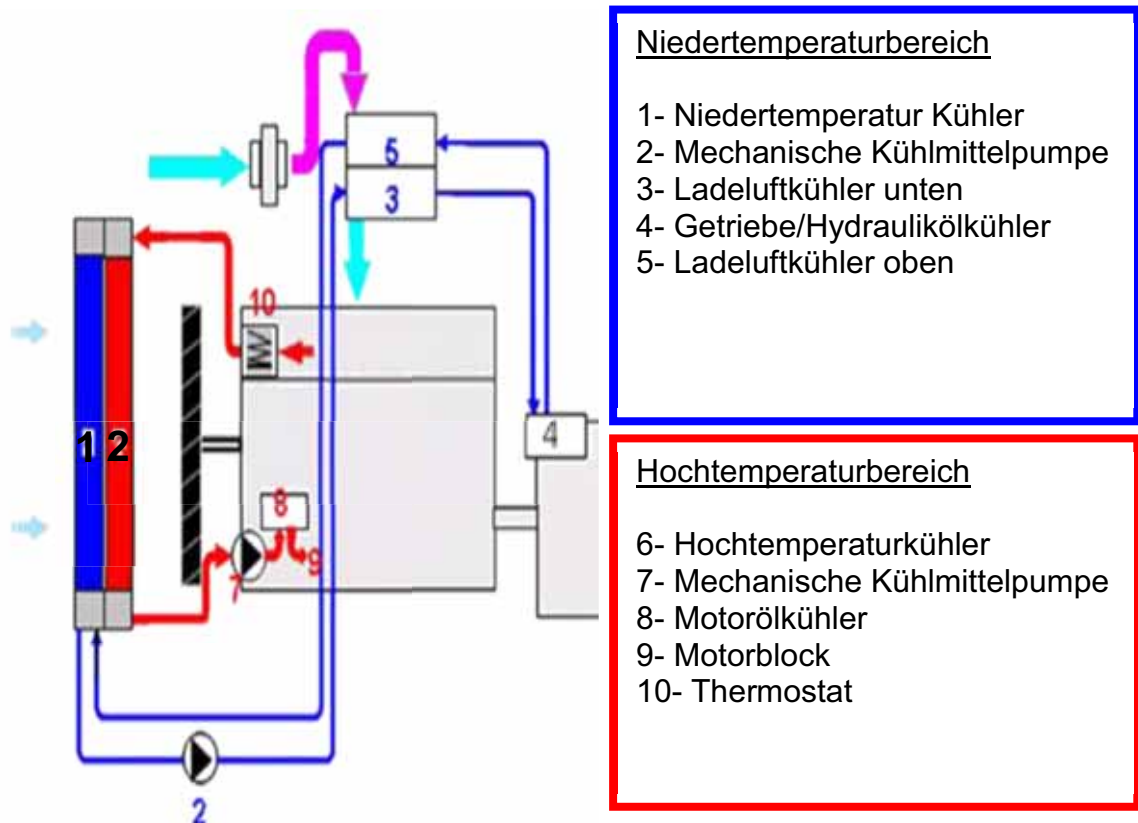 5
3
10
1 2
4
8
7
9
2
Niedertemperaturbereich
1- Niedertemperatur Kühler
2- Mechanische Kühlmittelpumpe
3- Ladeluftkühler unten
4- Getriebe/Hydraulikölkühler
5- Ladeluftkühler oben
Hochtemperaturbereich
6- Hochtemperaturkühler
7- Mechanische Kühlmittelpumpe
8- Motorölkühler
9- Motorblock
10- Thermostat